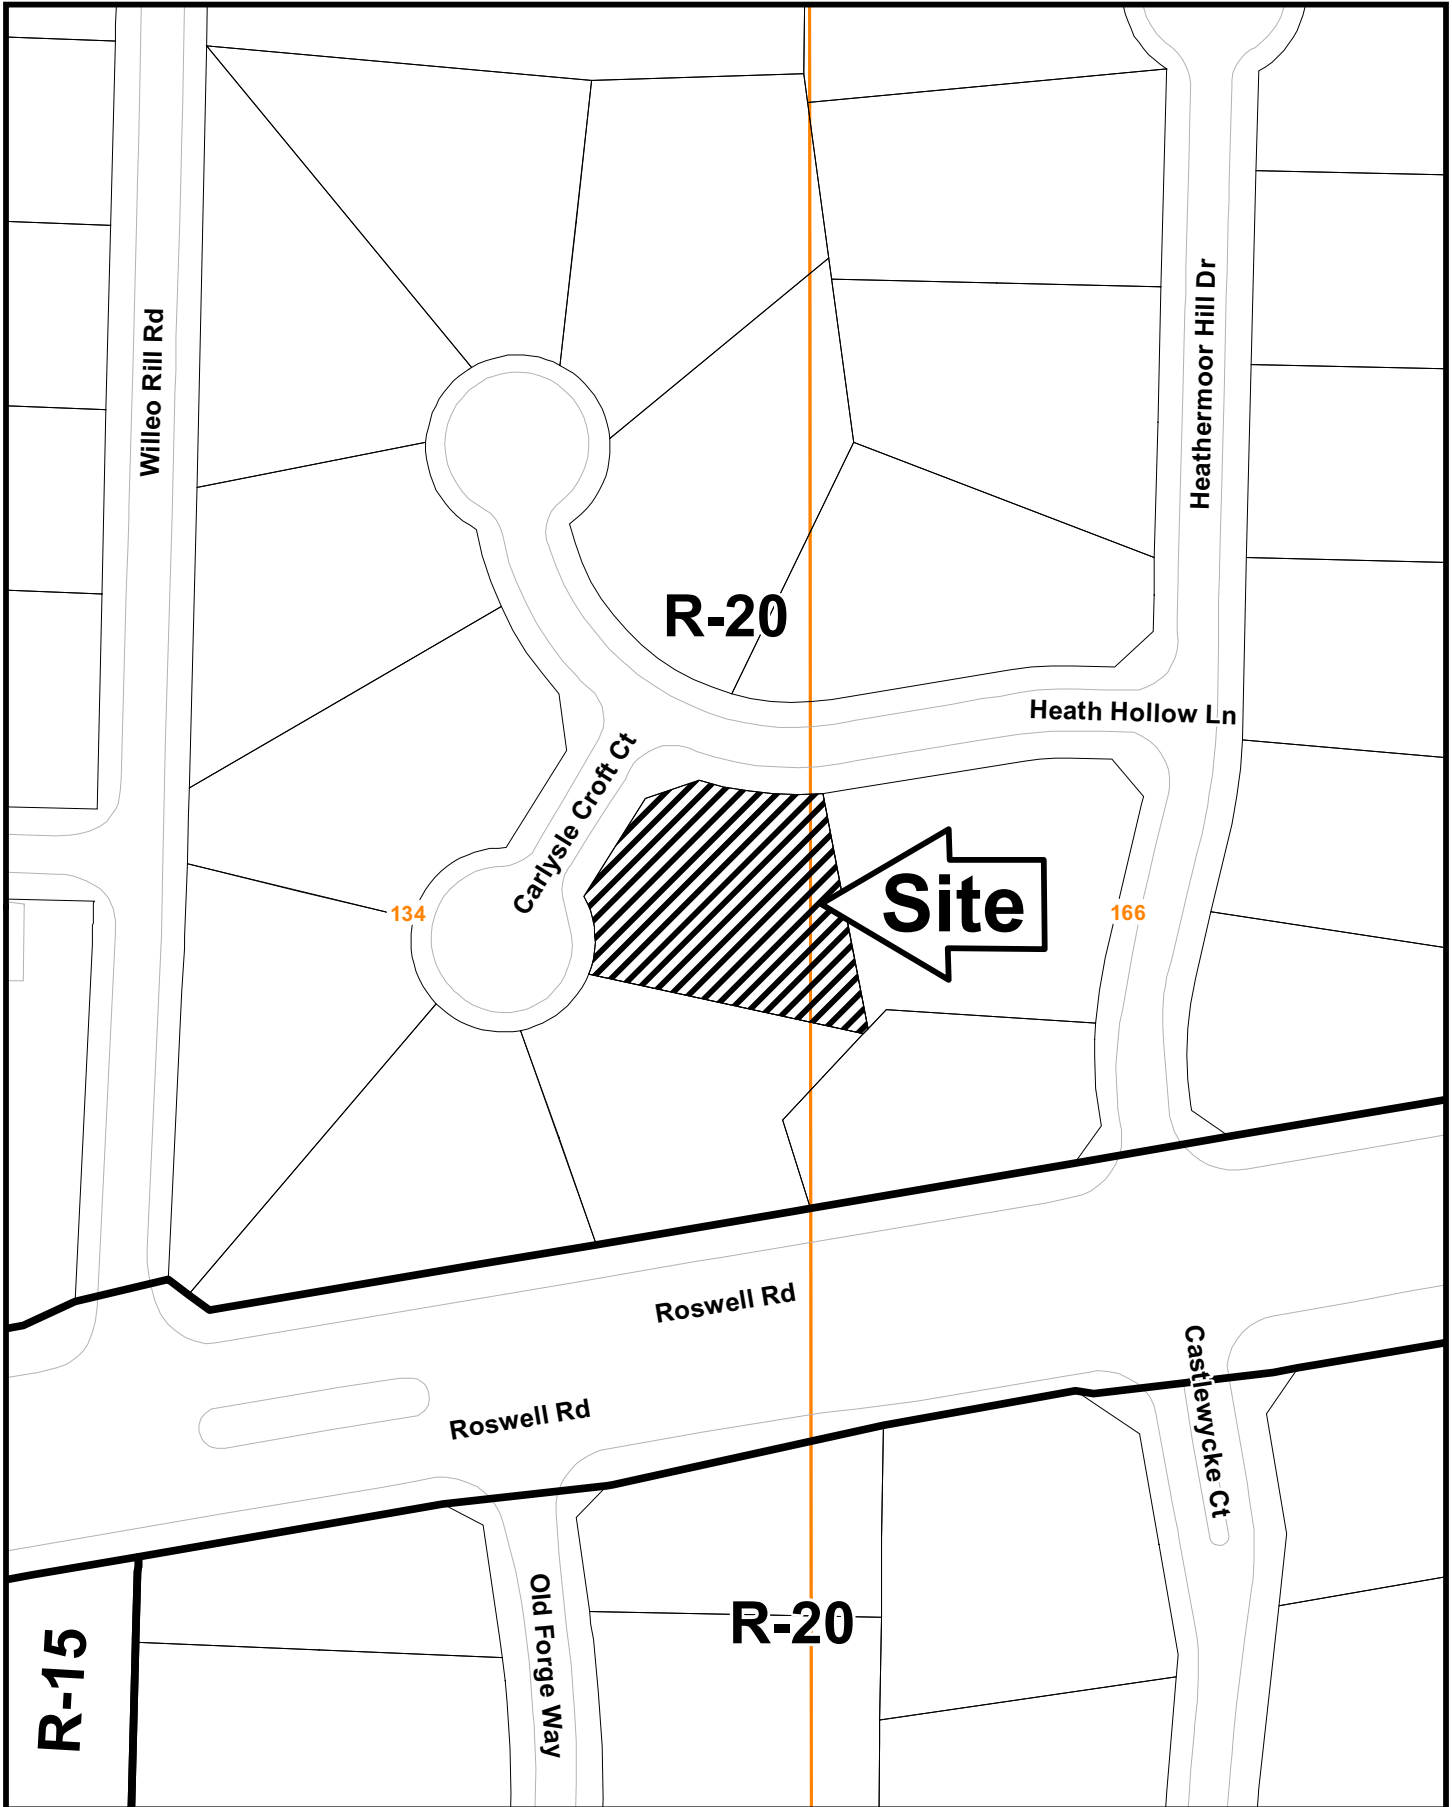 Willeo Rill Rd
Heathermoor Hill Dr
R-20
Heath Hollow Ln
Carlysle Croft Ct
134
Site
166
Roswell Rd
Roswell Rd
Castlewycke Ct
Old Forge Way
R-20
R-15